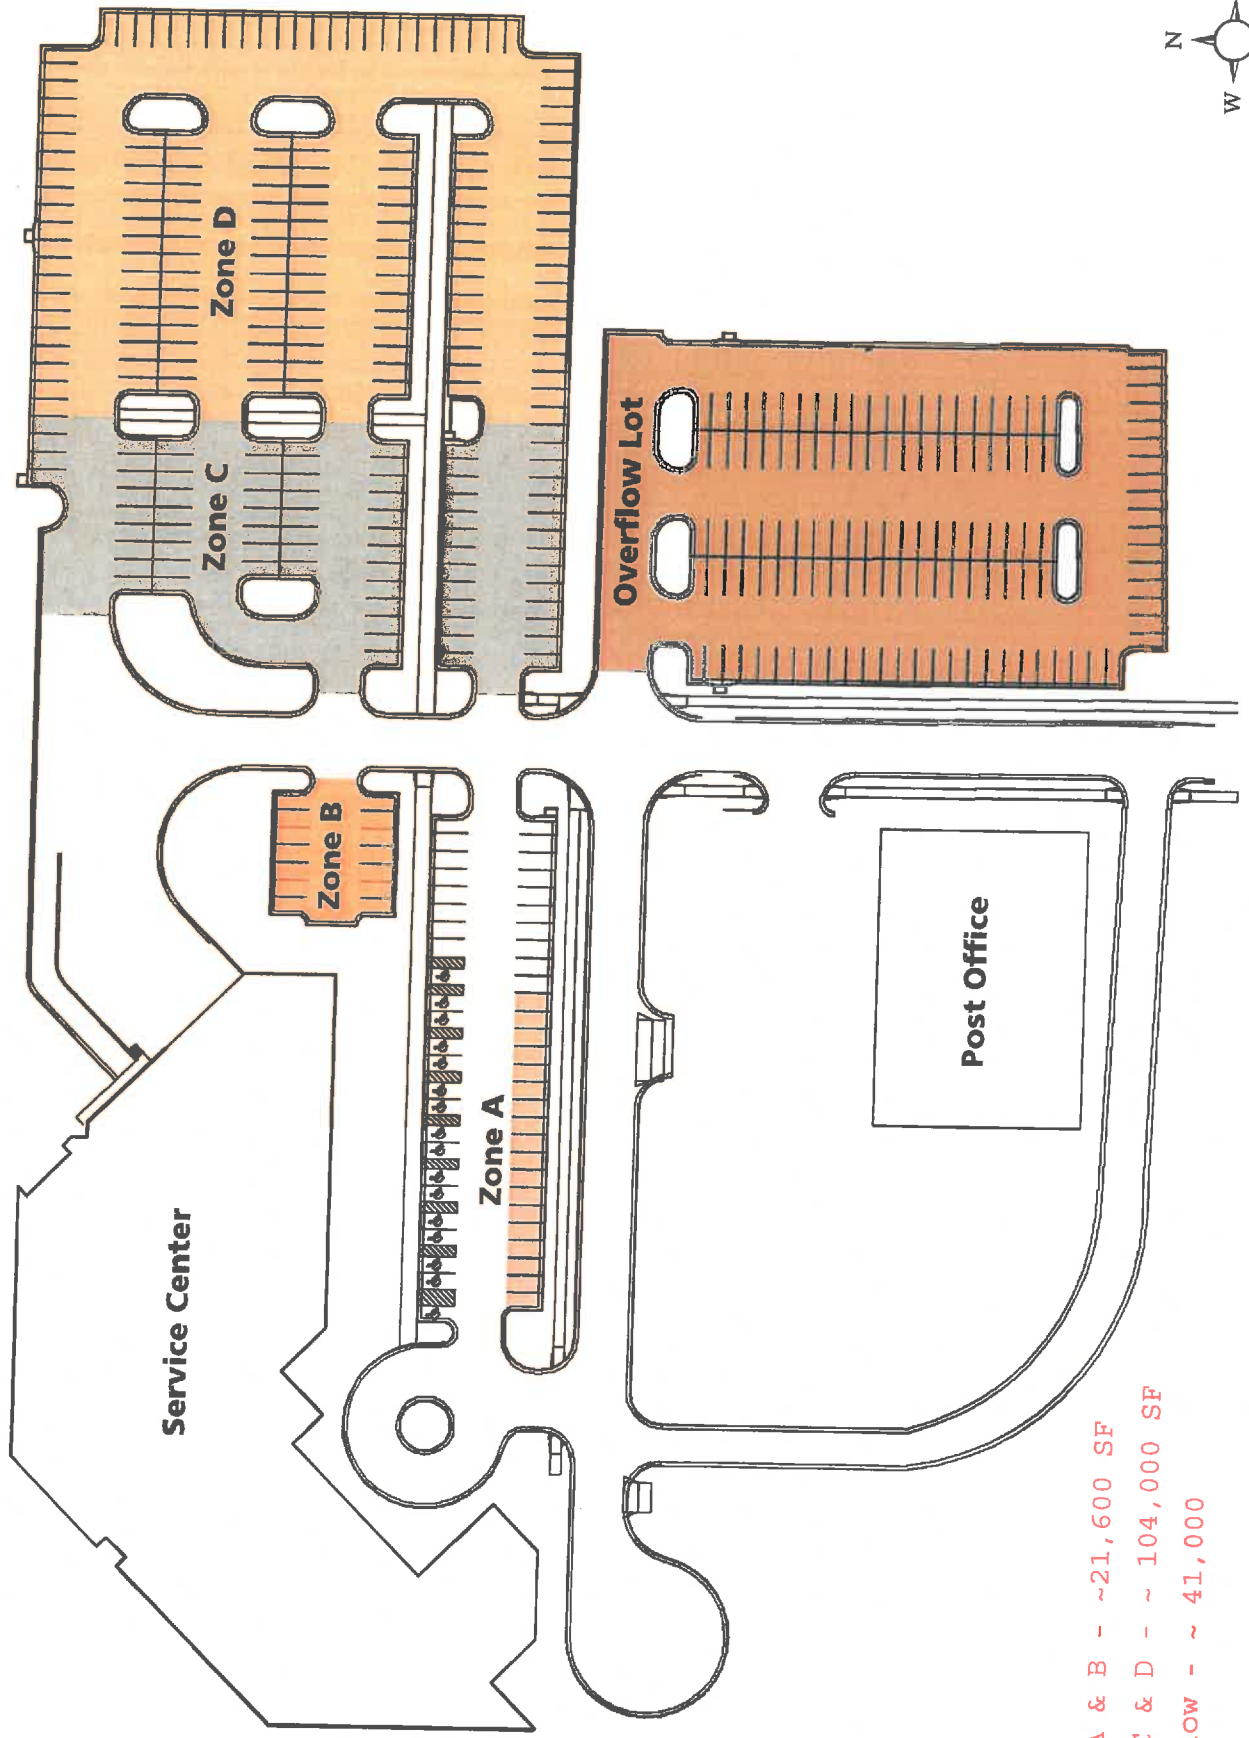 Service Center
Zone B
Zone C
Zone D
Zone A
Overflow Lot
Post Office
N
W
A & B - ~21,600 SF
& D - ~ 104,000 SF
- ~ 41,000